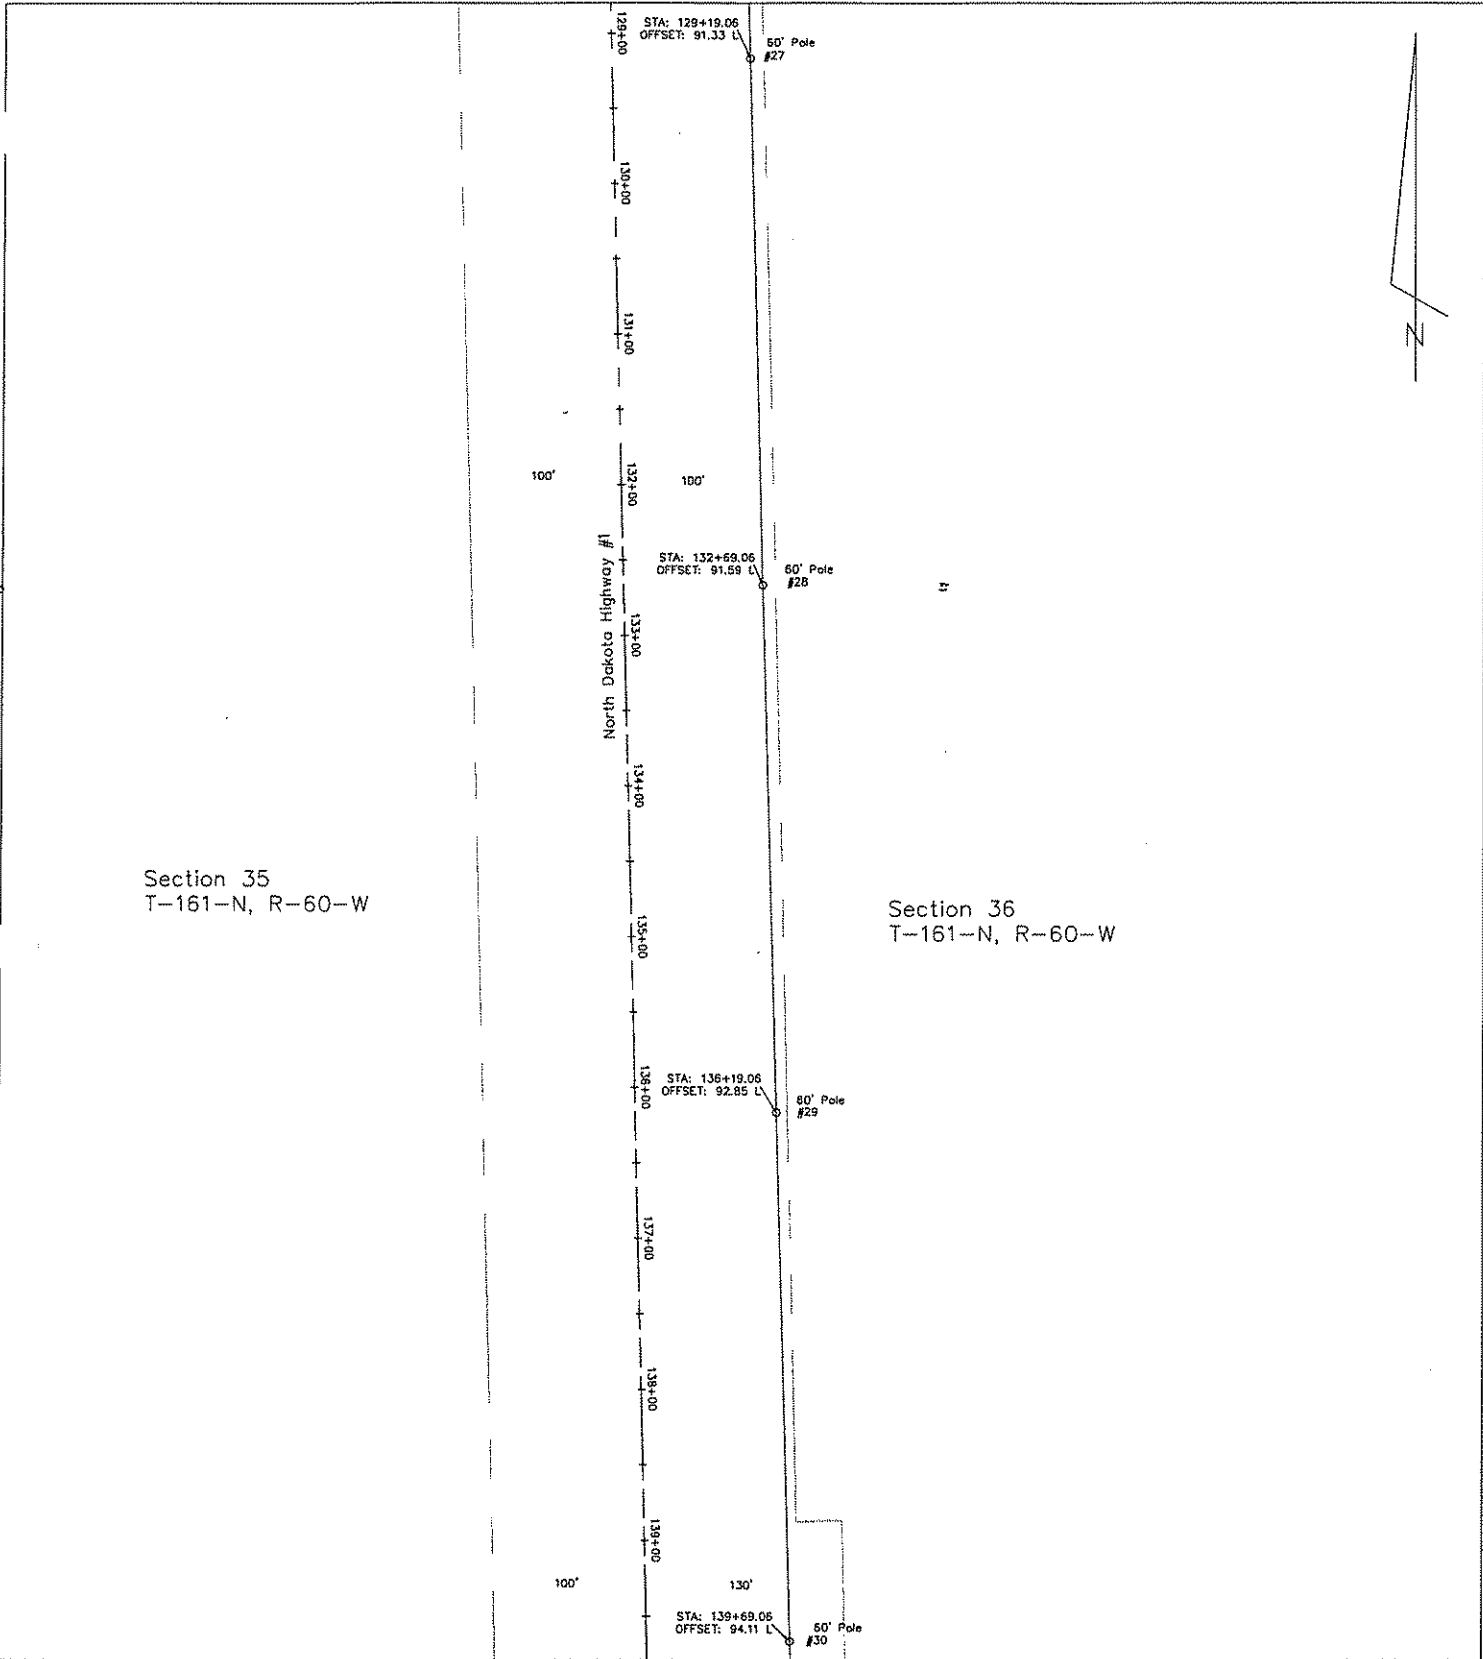 129+00
STA: 129+19.06
OFFSET: 91.33 L
60' Pole
#27
130+00
131+00
N
100'
132+00
100'
North Dakota Highway #1
STA: 132+69.06
OFFSET: 91.59 L
60' Pole
#28
133+00
134+00
Section 35
T-161-N, R-60-W
Section 36
T-161-N, R-60-W
135+00
136+00
STA: 136+19.06
OFFSET: 92.85 L
60' Pole
#29
137+00
138+00
139+00
100'
130'
STA: 139+69.06
OFFSET: 94.11 L
60' Pole
#30